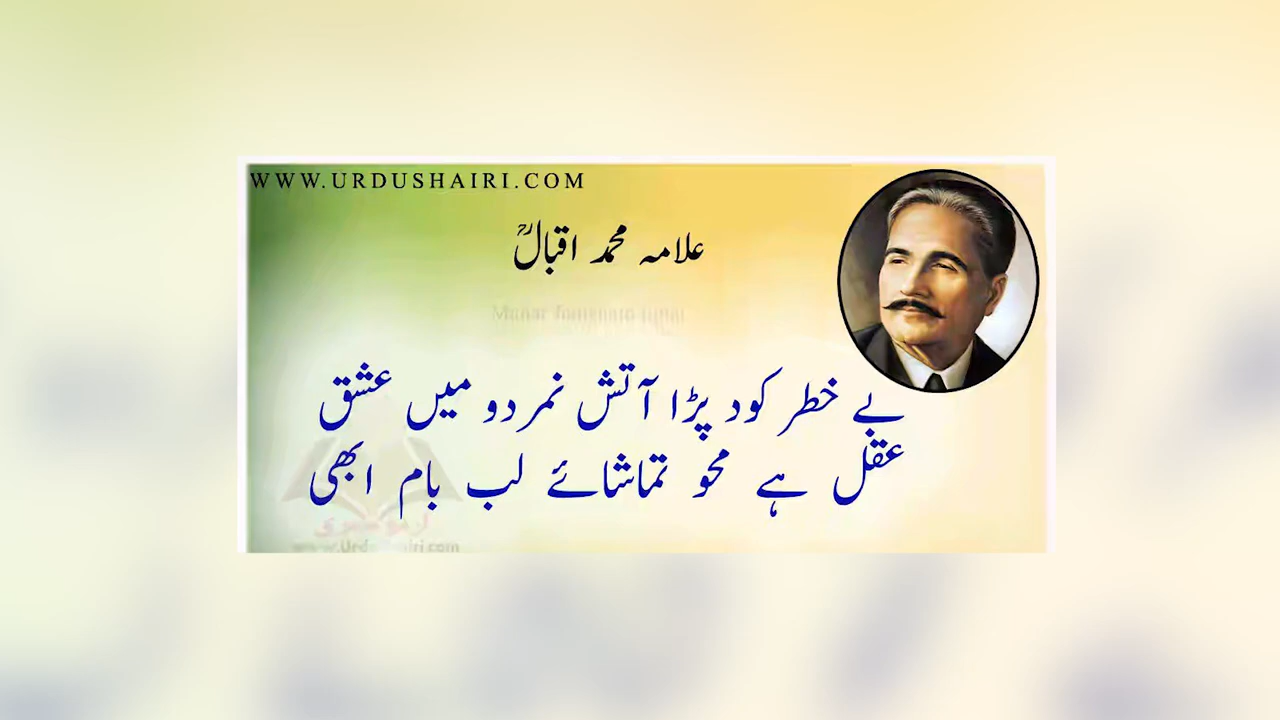 WWW.URDUSHAIRI.COM
علامہ محمد اقبالؒ
بے خطر کود پڑا آتش نمردو میں عشق
عقل ہے محو تماشائے لب بام ابھی